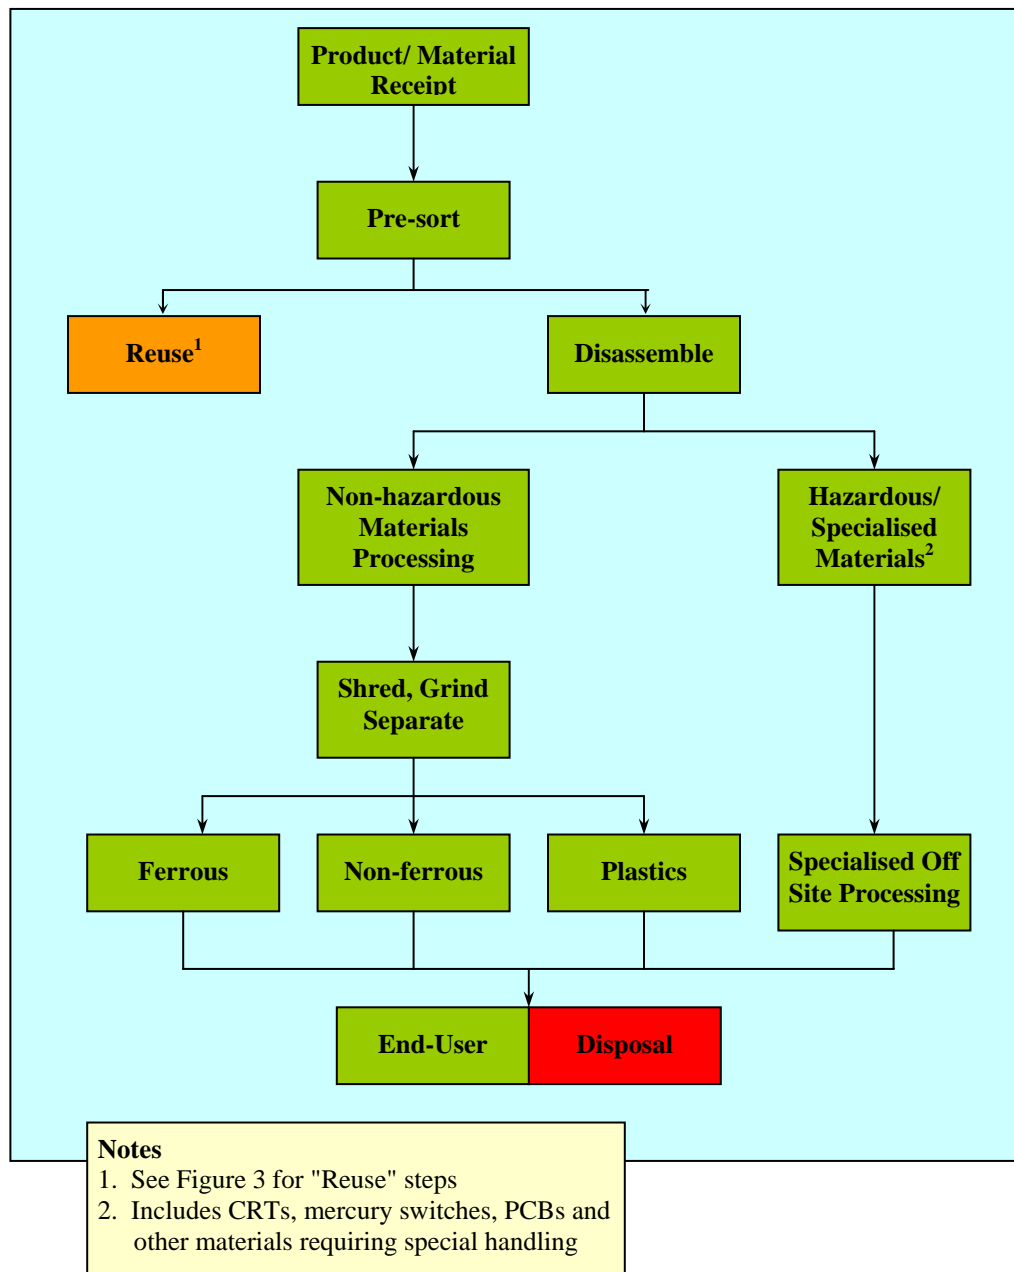 Product/ Material
Receipt
Pre-sort
Reuse1
Disassemble
Non-hazardous
Materials
Processing
Hazardous/
Specialised
Materials2
Shred, Grind
Separate
Ferrous
Non-ferrous
Plastics
Specialised Off
Site Processing
End-User
Disposal
Notes
1. See Figure 3 for "Reuse" steps
2. Includes CRTs, mercury switches, PCBs and
other materials requiring special handling